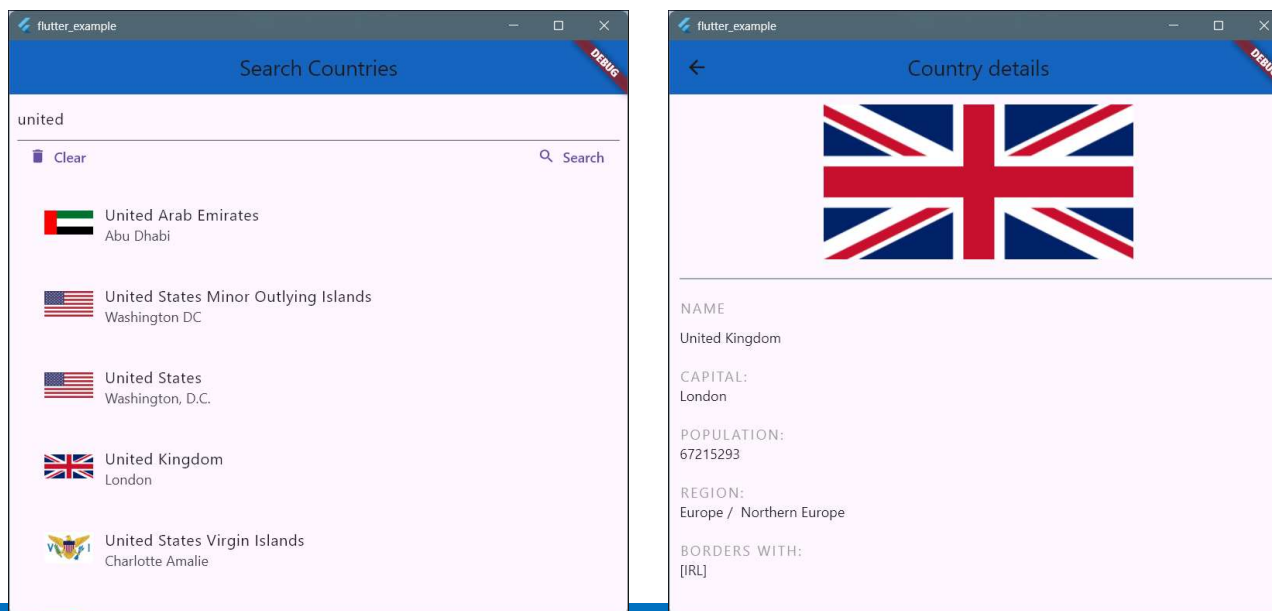 flutter_example
Search Countries
DEBUG
united
Clear
Search
United Arab Emirates
Abu Dhabi
United States Minor Outlying Islands
Washington DC
United States
Washington, D.C.
United Kingdom
London
V I
United States Virgin Islands
Charlotte Amalie
flutter_example
Country details
DEBUG
NAME
United Kingdom
CAPITAL:
London
POPULATION:
67215293
REGION:
Europe / Northern Europe
BORDERS WITH:
[IRL]